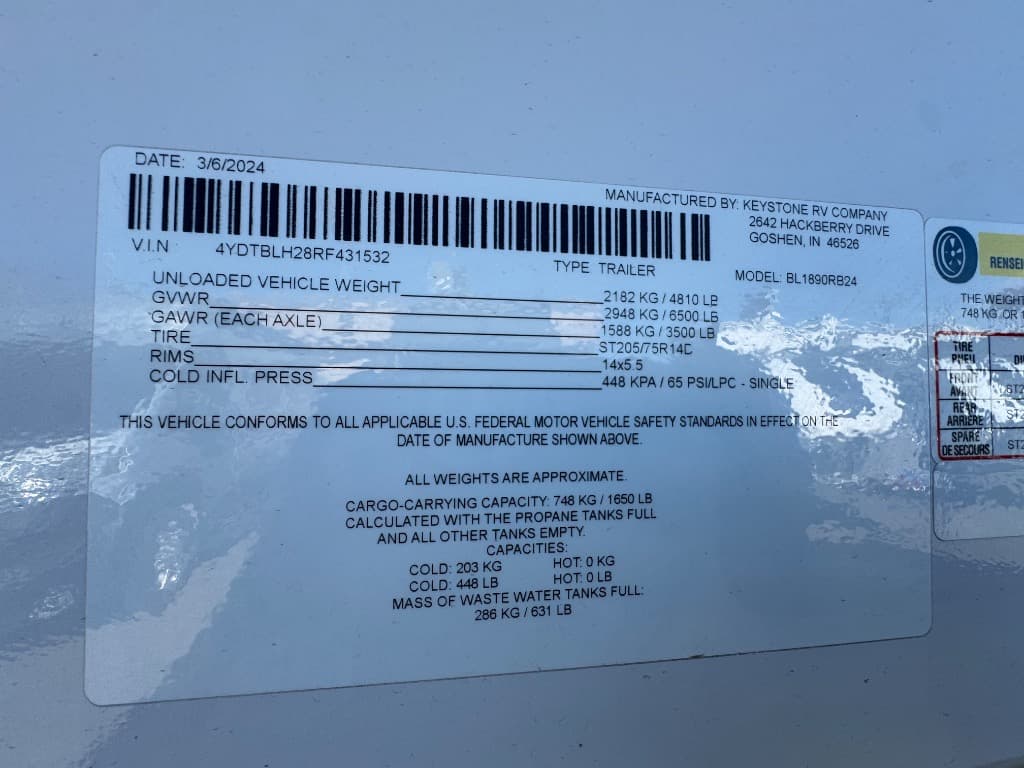 DATE: 3/6/2024
MANUFACTURED BY: KEYSTONE RV COMPANY
2642 HACKBERRY DRIVE
GOSHEN, IN 46526
V.I.N 4YDTBLH28RF431532
TYPE TRAILER
MODEL: BL1890RB24
UNLOADED VEHICLE WEIGHT 2182 KG / 4810 LB
GVWR 2948 KG / 6500 LB
GAWR (EACH AXLE) 1588 KG / 3500 LB
TIRE ST205/75R14D
RIMS 14x5.5
COLD INFL. PRESS 448 KPA / 65 PSI/LPC - SINGLE
THIS VEHICLE CONFORMS TO ALL APPLICABLE U.S. FEDERAL MOTOR VEHICLE SAFETY STANDARDS IN EFFECT ON THE
DATE OF MANUFACTURE SHOWN ABOVE.
ALL WEIGHTS ARE APPROXIMATE.
CARGO-CARRYING CAPACITY: 748 KG / 1650 LB
CALCULATED WITH THE PROPANE TANKS FULL
AND ALL OTHER TANKS EMPTY.
CAPACITIES:
COLD: 203 KG HOT: 0 KG
COLD: 448 LB HOT: 0 LB
MASS OF WASTE WATER TANKS FULL:
286 KG / 631 LB
RENSEI
THE WEIGHT
748 KG OR 1
TIRE
PNEU
FRONT
AVANT
REAR
ARRIÈRE
SPARE
DE SECOURS